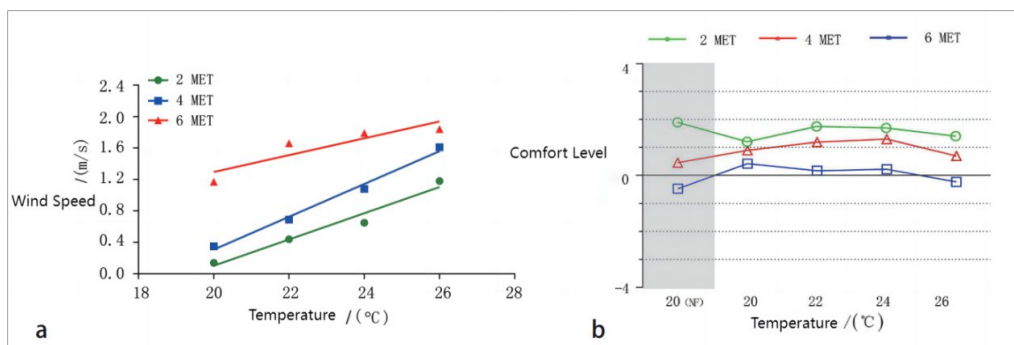 2 MET
4 MET
6 MET
2.4
2.0
1.6
1.2
0.8
0.4
0.0
Wind Speed /(m/s)
18 20 22 24 26 28
Temperature /(°C)
a
2 MET 4 MET 6 MET
4
0
-4
Comfort Level
20(NF) 20 22 24 26
Temperature /(℃)
b